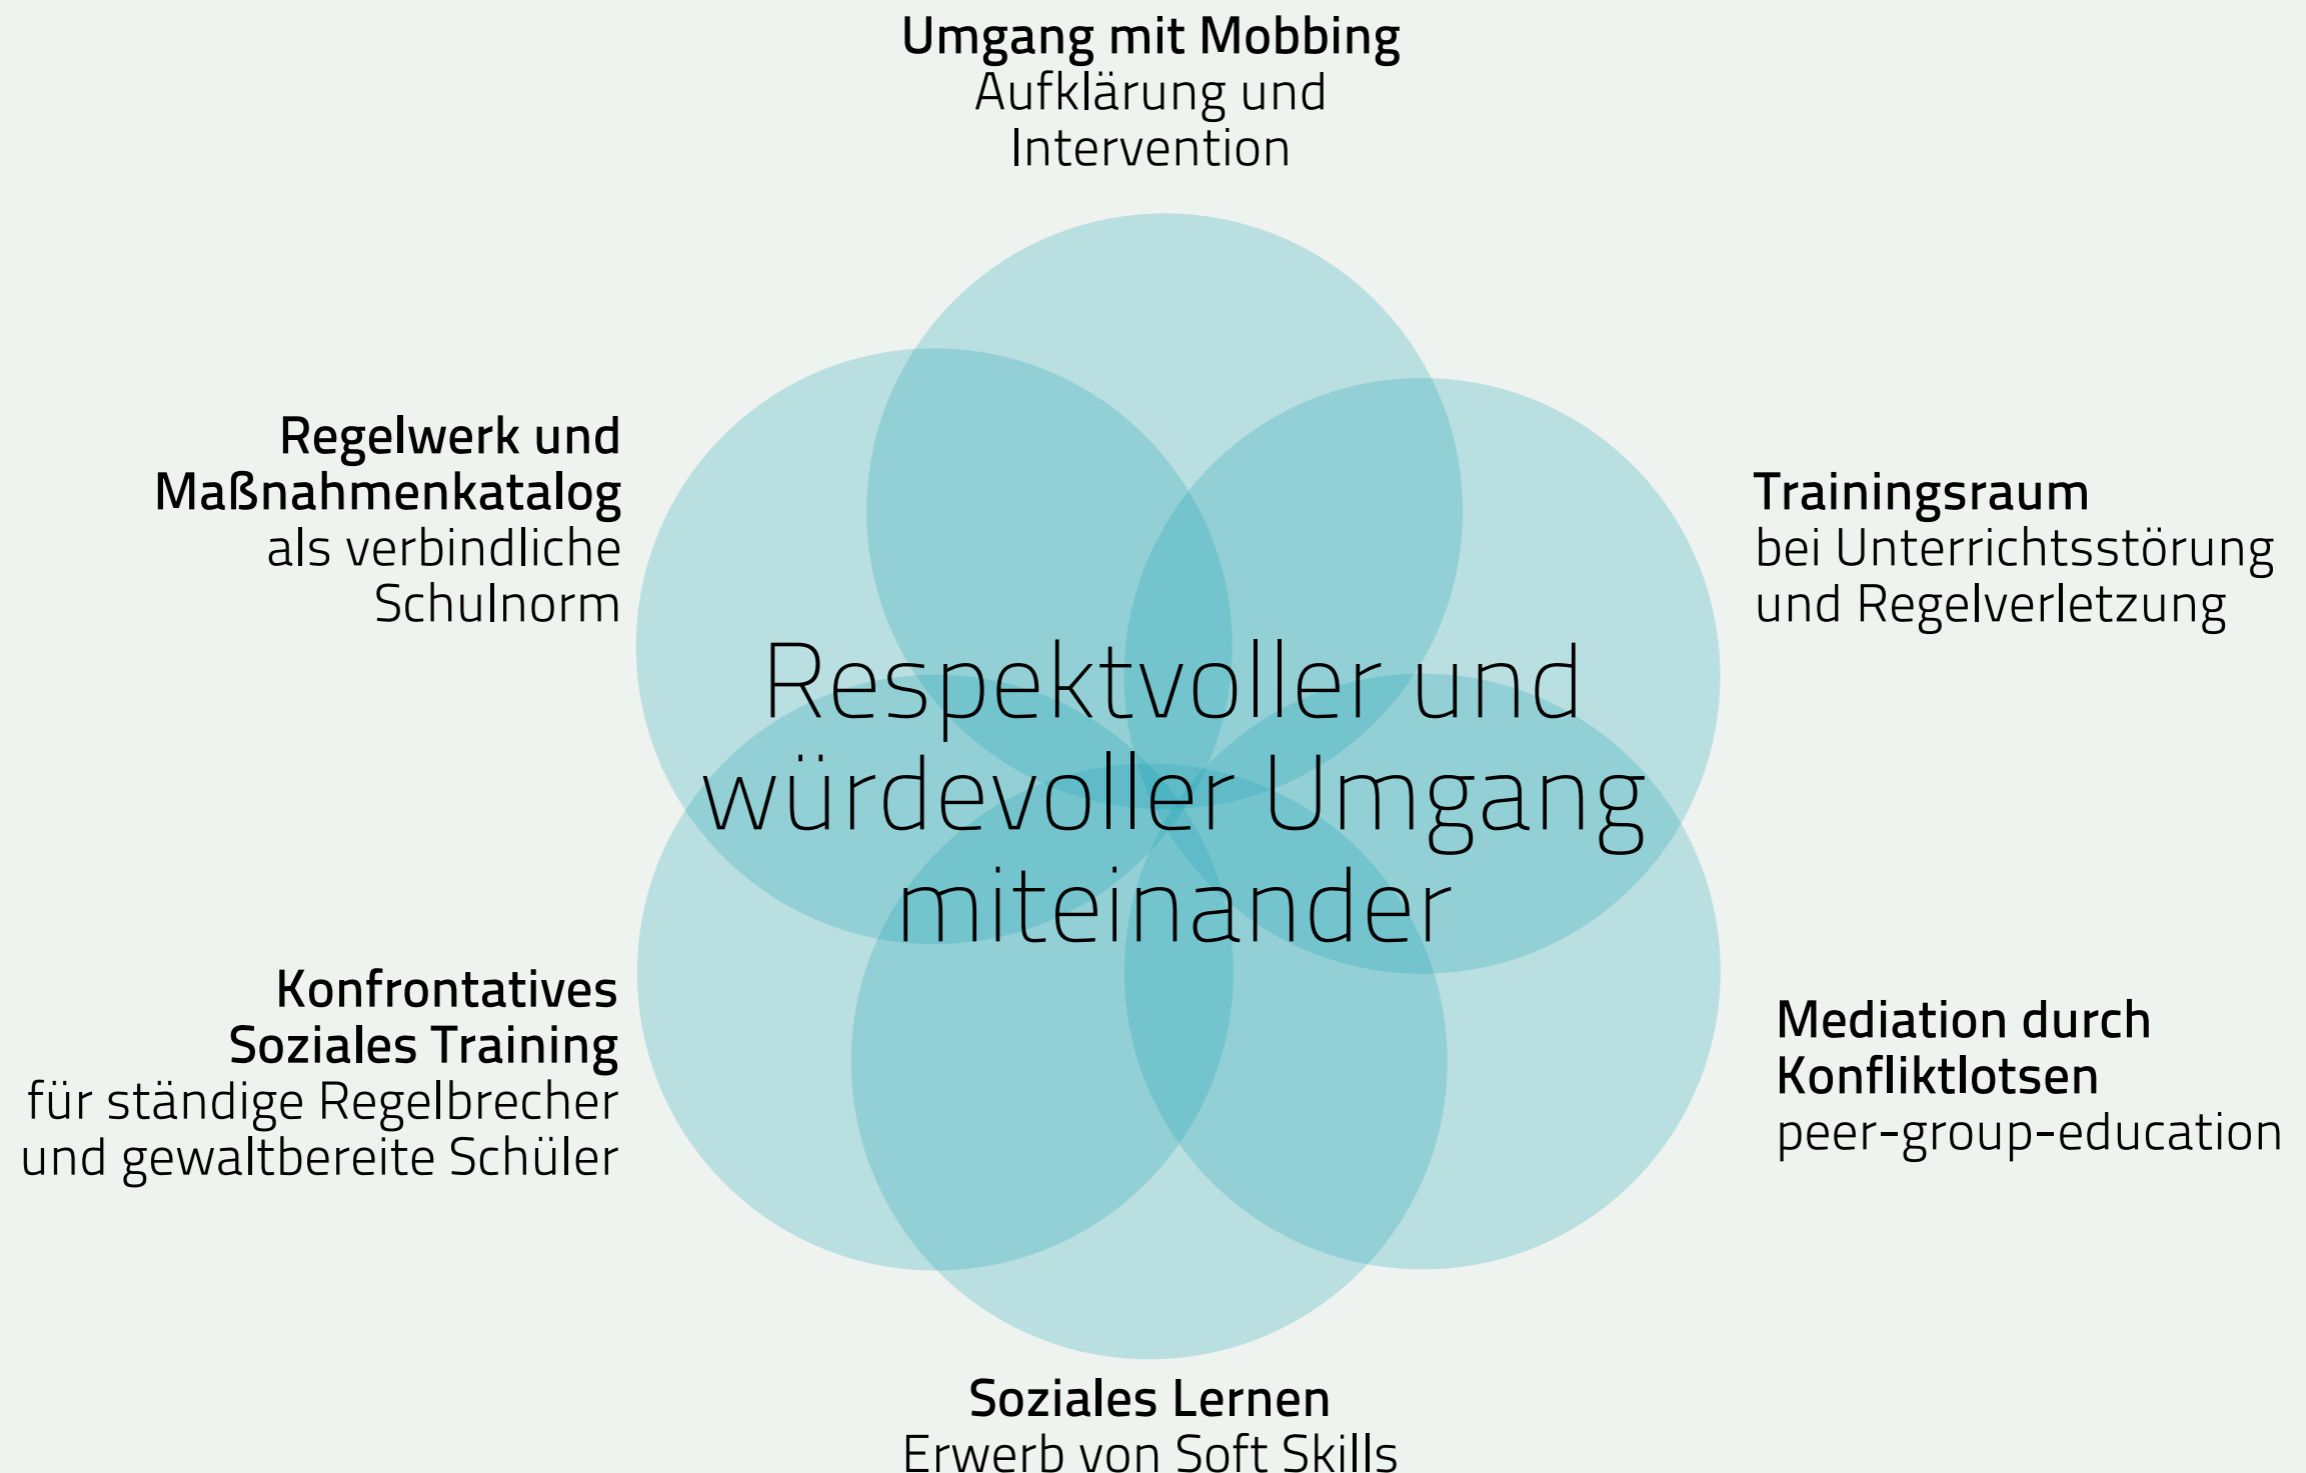 Umgang mit Mobbing
Aufklärung und
Intervention
Regelwerk und
Maßnahmenkatalog
als verbindliche
Schulnorm
Trainingsraum
bei Unterrichtsstörung
und Regelverletzung
Respektvoller und
würdevoller Umgang
miteinander
Konfrontatives
Soziales Training
für ständige Regelbrecher
und gewaltbereite Schüler
Mediation durch
Konfliktlotsen
peer-group-education
Soziales Lernen
Erwerb von Soft Skills